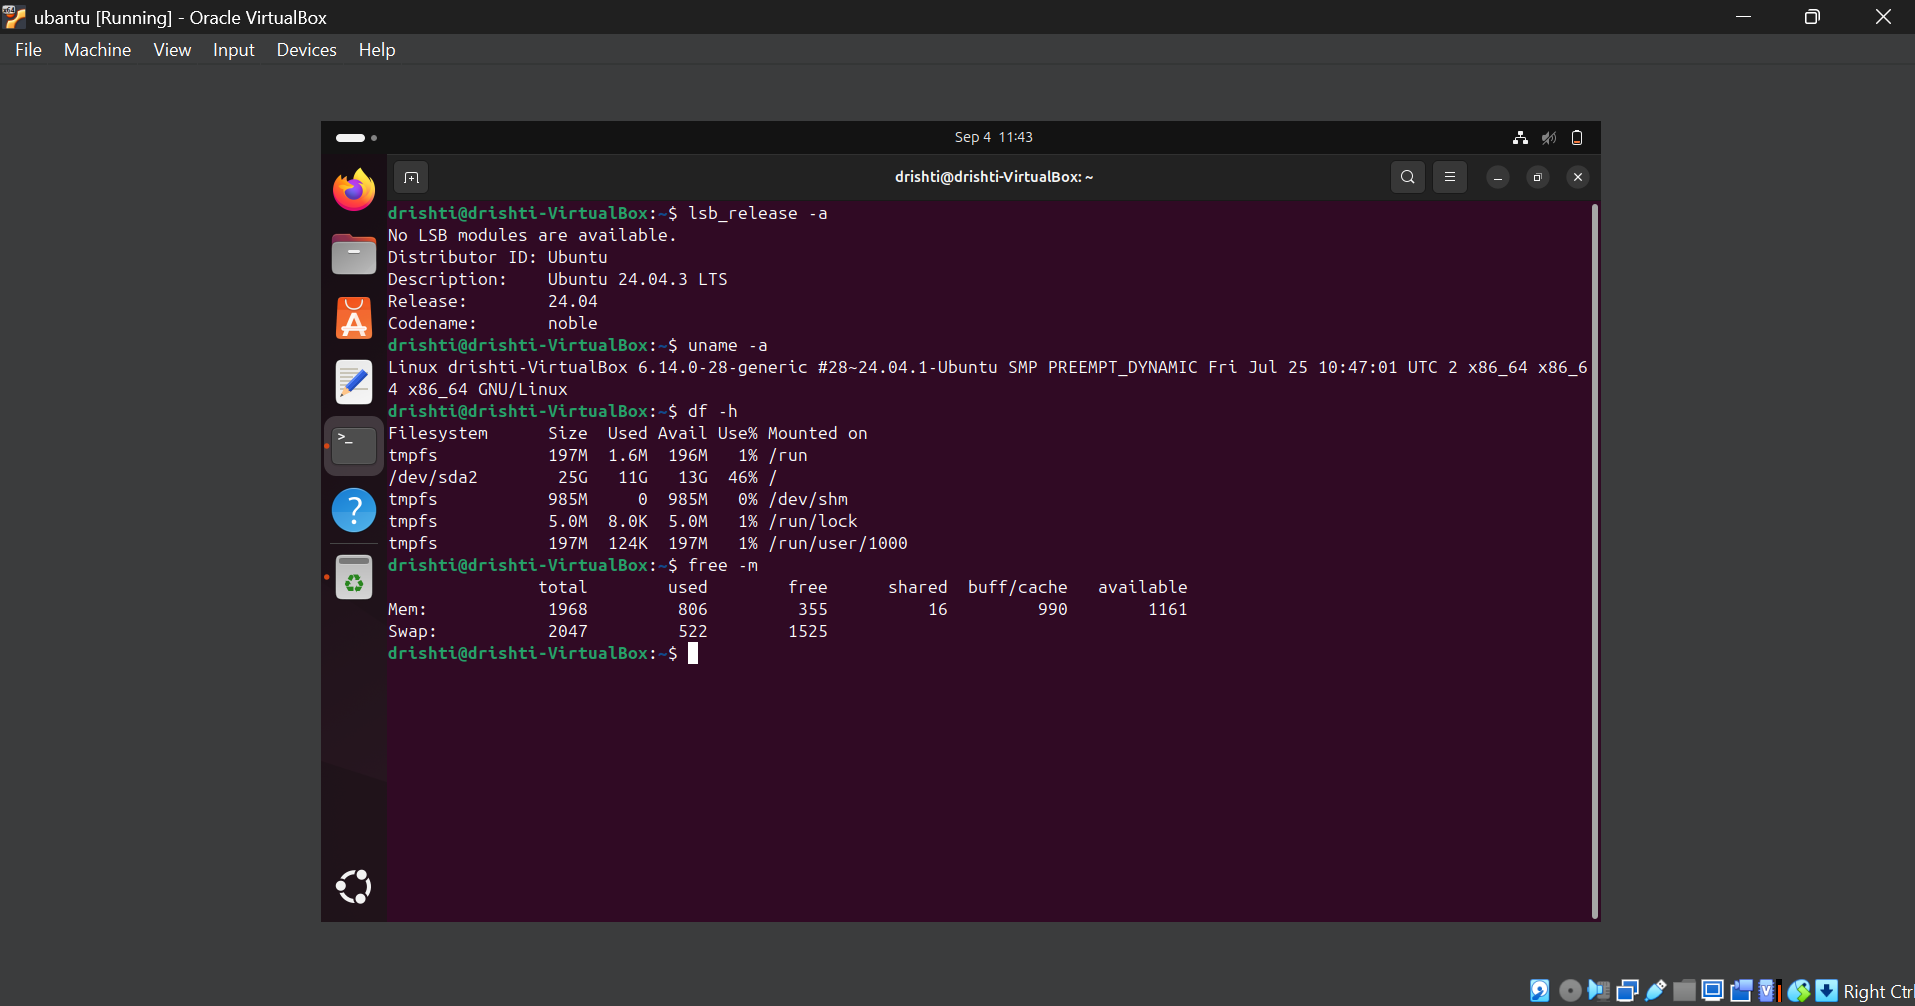 ubantu [Running] - Oracle VirtualBox
File Machine View Input Devices Help
Sep 4 11:43
drishti@drishti-VirtualBox: ~
drishti@drishti-VirtualBox:~$ lsb_release -a
No LSB modules are available.
Distributor ID: Ubuntu
Description:    Ubuntu 24.04.3 LTS
Release:        24.04
Codename:       noble
drishti@drishti-VirtualBox:~$ uname -a
Linux drishti-VirtualBox 6.14.0-28-generic #28~24.04.1-Ubuntu SMP PREEMPT_DYNAMIC Fri Jul 25 10:47:01 UTC 2 x86_64 x86_6
4 x86_64 GNU/Linux
drishti@drishti-VirtualBox:~$ df -h
Filesystem      Size  Used Avail Use% Mounted on
tmpfs           197M  1.6M  196M   1% /run
/dev/sda2        25G   11G   13G  46% /
tmpfs           985M     0  985M   0% /dev/shm
tmpfs           5.0M  8.0K  5.0M   1% /run/lock
tmpfs           197M  124K  197M   1% /run/user/1000
drishti@drishti-VirtualBox:~$ free -m
               total        used        free      shared  buff/cache   available
Mem:            1968         806         355          16         990        1161
Swap:           2047         522        1525
drishti@drishti-VirtualBox:~$
Right Ctrl